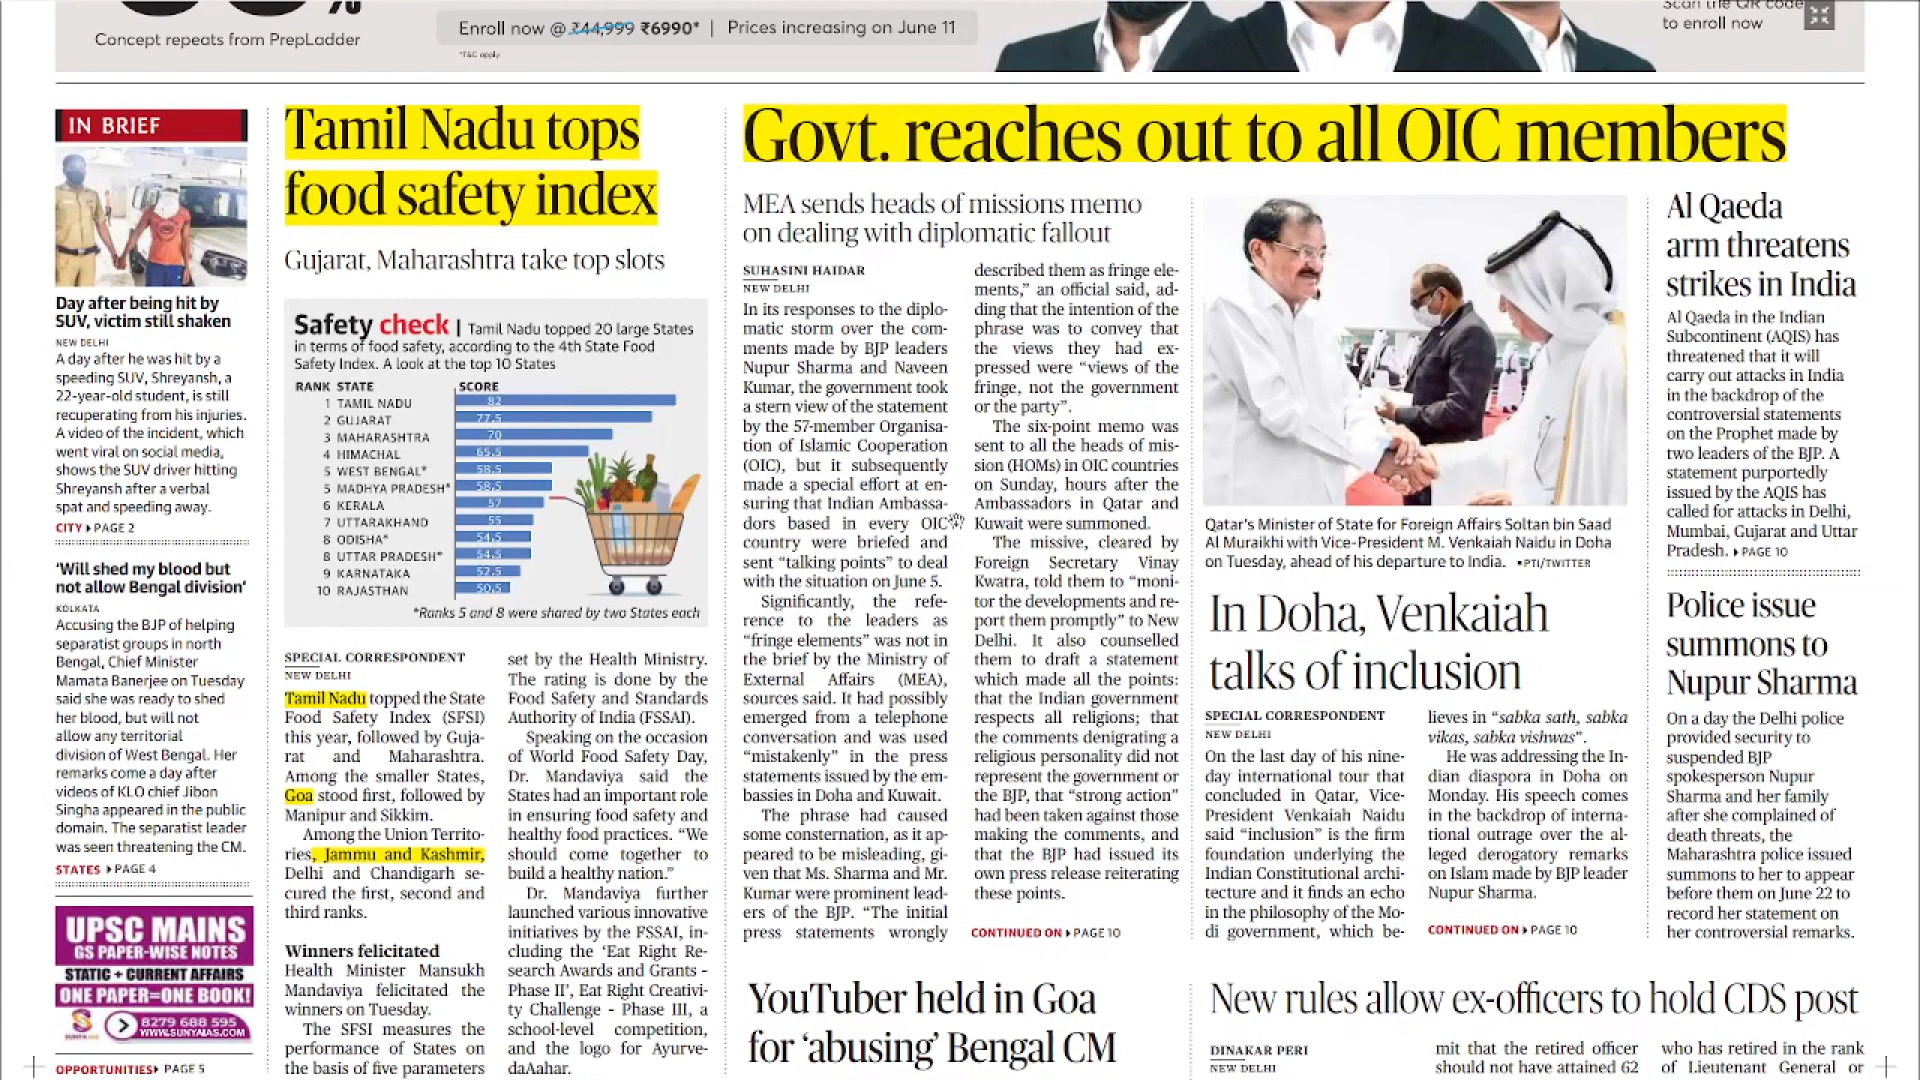 Concept repeats from PrepLadder
Enroll now @ ₹44,999 ₹6990* | Prices increasing on June 11
*T&C apply
Scan the QR code
to enroll now
IN BRIEF
Day after being hit by
SUV, victim still shaken
NEW DELHI
A day after he was hit by a
speeding SUV, Shreyansh, a
22-year-old student, is still
recuperating from his injuries.
A video of the incident, which
went viral on social media,
shows the SUV driver hitting
Shreyansh after a verbal
spat and speeding away.
CITY ▸ PAGE 2
‘Will shed my blood but
not allow Bengal division’
KOLKATA
Accusing the BJP of helping
separatist groups in north
Bengal, Chief Minister
Mamata Banerjee on Tuesday
said she was ready to shed
her blood, but will not
allow any territorial
division of West Bengal. Her
remarks come a day after
videos of KLO chief Jibon
Singha appeared in the public
domain. The separatist leader
was seen threatening the CM.
STATES ▸ PAGE 4
UPSC MAINS
GS PAPER-WISE NOTES
STATIC + CURRENT AFFAIRS
ONE PAPER=ONE BOOK!
8279 688 595
WWW.SUNYAIAS.COM
OPPORTUNITIES▸ PAGE 5
Tamil Nadu tops
food safety index
Gujarat, Maharashtra take top slots
Safety check | Tamil Nadu topped 20 large States
in terms of food safety, according to the 4th State Food
Safety Index. A look at the top 10 States
RANK STATE SCORE
1 TAMIL NADU 82
2 GUJARAT 77.5
3 MAHARASHTRA 70
4 HIMACHAL 65.5
5 WEST BENGAL* 58.5
5 MADHYA PRADESH* 58.5
6 KERALA 57
7 UTTARAKHAND 55
8 ODISHA* 54.5
8 UTTAR PRADESH* 54.5
9 KARNATAKA 52.5
10 RAJASTHAN 50.5
*Ranks 5 and 8 were shared by two States each
SPECIAL CORRESPONDENT
NEW DELHI
Tamil Nadu topped the State
Food Safety Index (SFSI)
this year, followed by Guja-
rat and Maharashtra.
Among the smaller States,
Goa stood first, followed by
Manipur and Sikkim.
Among the Union Territo-
ries, Jammu and Kashmir,
Delhi and Chandigarh se-
cured the first, second and
third ranks.
Winners felicitated
Health Minister Mansukh
Mandaviya felicitated the
winners on Tuesday.
The SFSI measures the
performance of States on
the basis of five parameters
set by the Health Ministry.
The rating is done by the
Food Safety and Standards
Authority of India (FSSAI).
Speaking on the occasion
of World Food Safety Day,
Dr. Mandaviya said the
States had an important role
in ensuring food safety and
healthy food practices. “We
should come together to
build a healthy nation.”
Dr. Mandaviya further
launched various innovative
initiatives by the FSSAI, in-
cluding the ‘Eat Right Re-
search Awards and Grants -
Phase II’, Eat Right Creativi-
ty Challenge - Phase III, a
school-level competition,
and the logo for Ayurve-
daAahar.
Govt. reaches out to all OIC members
MEA sends heads of missions memo
on dealing with diplomatic fallout
SUHASINI HAIDAR
NEW DELHI
In its responses to the diplo-
matic storm over the com-
ments made by BJP leaders
Nupur Sharma and Naveen
Kumar, the government took
a stern view of the statement
by the 57-member Organisa-
tion of Islamic Cooperation
(OIC), but it subsequently
made a special effort at en-
suring that Indian Ambassa-
dors based in every OIC
country were briefed and
sent “talking points” to deal
with the situation on June 5.
Significantly, the refe-
rence to the leaders as
“fringe elements” was not in
the brief by the Ministry of
External Affairs (MEA),
sources said. It had possibly
emerged from a telephone
conversation and was used
“mistakenly” in the press
statements issued by the em-
bassies in Doha and Kuwait.
The phrase had caused
some consternation, as it ap-
peared to be misleading, gi-
ven that Ms. Sharma and Mr.
Kumar were prominent lead-
ers of the BJP. “The initial
press statements wrongly
described them as fringe ele-
ments,” an official said, ad-
ding that the intention of the
phrase was to convey that
the views they had ex-
pressed were “views of the
fringe, not the government
or the party”.
The six-point memo was
sent to all the heads of mis-
sion (HOMs) in OIC countries
on Sunday, hours after the
Ambassadors in Qatar and
Kuwait were summoned.
The missive, cleared by
Foreign Secretary Vinay
Kwatra, told them to “moni-
tor the developments and re-
port them promptly” to New
Delhi. It also counselled
them to draft a statement
which made all the points:
that the Indian government
respects all religions; that
the comments denigrating a
religious personality did not
represent the government or
the BJP, that “strong action”
had been taken against those
making the comments, and
that the BJP had issued its
own press release reiterating
these points.
CONTINUED ON ▸ PAGE 10
Qatar’s Minister of State for Foreign Affairs Soltan bin Saad
Al Muraikhi with Vice-President M. Venkaiah Naidu in Doha
on Tuesday, ahead of his departure to India. ▪PTI/TWITTER
In Doha, Venkaiah
talks of inclusion
SPECIAL CORRESPONDENT
NEW DELHI
On the last day of his nine-
day international tour that
concluded in Qatar, Vice-
President Venkaiah Naidu
said “inclusion” is the firm
foundation underlying the
Indian Constitutional archi-
tecture and it finds an echo
in the philosophy of the Mo-
di government, which be-
lieves in “sabka sath, sabka
vikas, sabka vishwas”.
He was addressing the In-
dian diaspora in Doha on
Monday. His speech comes
in the backdrop of interna-
tional outrage over the al-
leged derogatory remarks
on Islam made by BJP leader
Nupur Sharma.
CONTINUED ON ▸ PAGE 10
Al Qaeda
arm threatens
strikes in India
Al Qaeda in the Indian
Subcontinent (AQIS) has
threatened that it will
carry out attacks in India
in the backdrop of the
controversial statements
on the Prophet made by
two leaders of the BJP. A
statement purportedly
issued by the AQIS has
called for attacks in Delhi,
Mumbai, Gujarat and Uttar
Pradesh. ▸ PAGE 10
Police issue
summons to
Nupur Sharma
On a day the Delhi police
provided security to
suspended BJP
spokesperson Nupur
Sharma and her family
after she complained of
death threats, the
Maharashtra police issued
summons to her to appear
before them on June 22 to
record her statement on
her controversial remarks.
YouTuber held in Goa
for ‘abusing’ Bengal CM
New rules allow ex-officers to hold CDS post
DINAKAR PERI
NEW DELHI
mit that the retired officer
should not have attained 62
who has retired in the rank
of Lieutenant General or